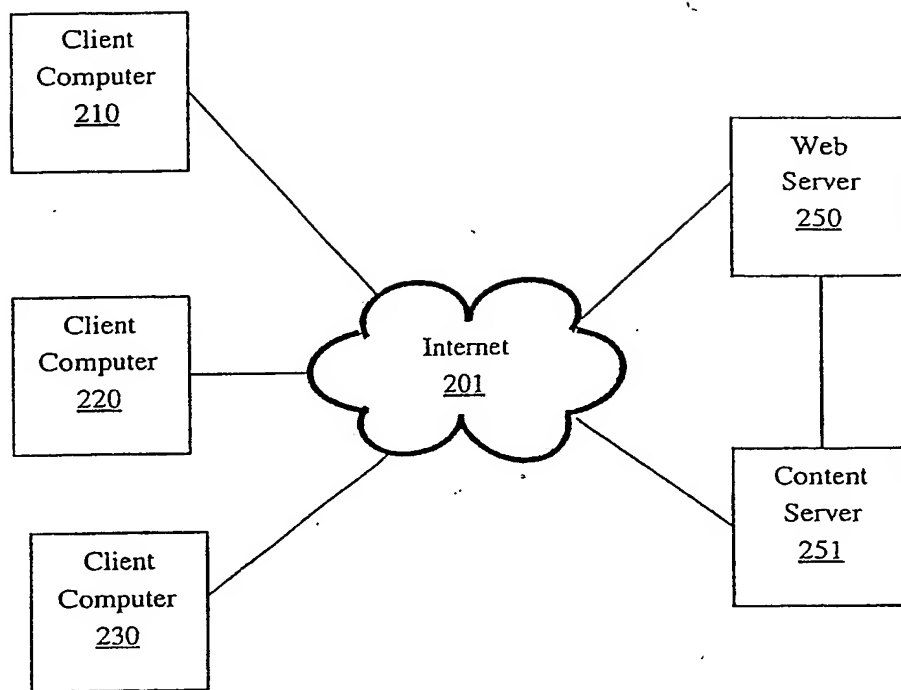 Client
Computer
210
Web
Server
250
Client
Computer
220
Internet
201
Content
Server
251
Client
Computer
230